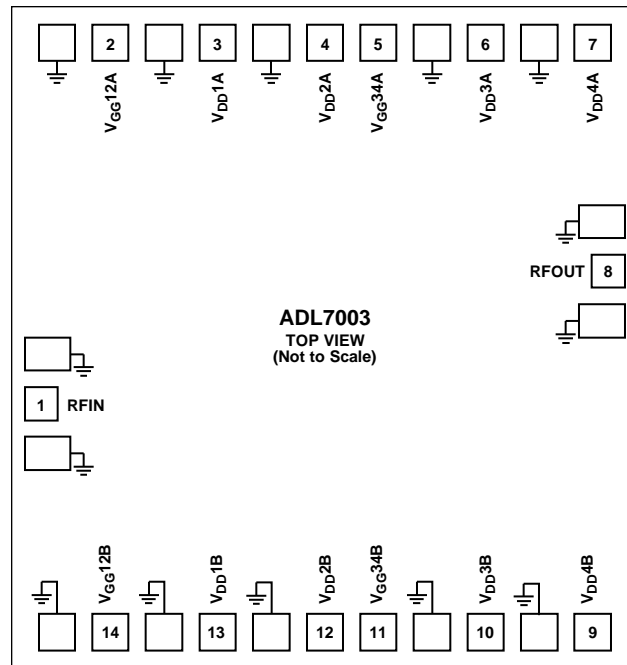 2 3 4 5 6 7
VGG12A VDD1A VDD2A VGG34A VDD3A VDD4A
RFOUT 8
ADL7003
TOP VIEW
(Not to Scale)
1 RFIN
VGG12B VDD1B VDD2B VGG34B VDD3B VDD4B
14 13 12 11 10 9